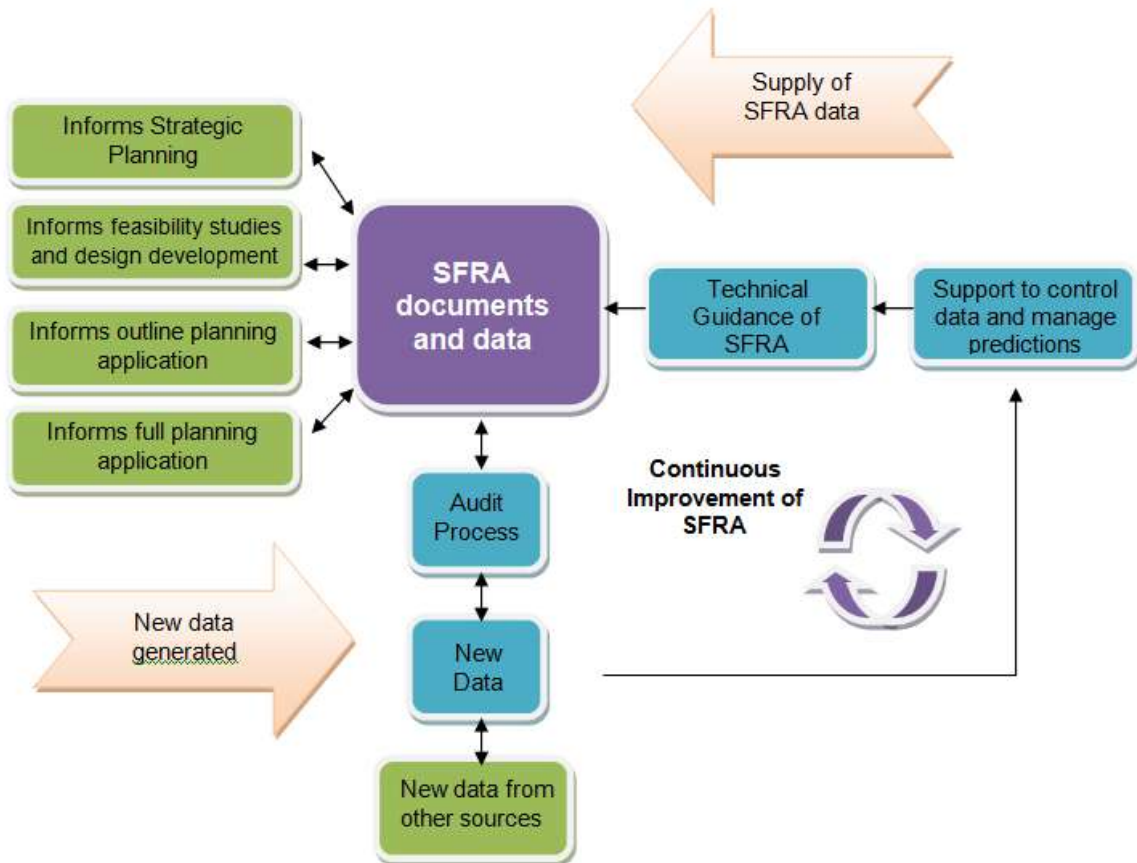 Supply of
SFRA data
Informs Strategic
Planning
Informs feasibility studies
and design development
Informs outline planning
application
Informs full planning
application
SFRA
documents
and data
Technical
Guidance of
SFRA
Support to control
data and manage
predictions
Continuous
Improvement of
SFRA
Audit
Process
New data
generated
New
Data
New data from
other sources